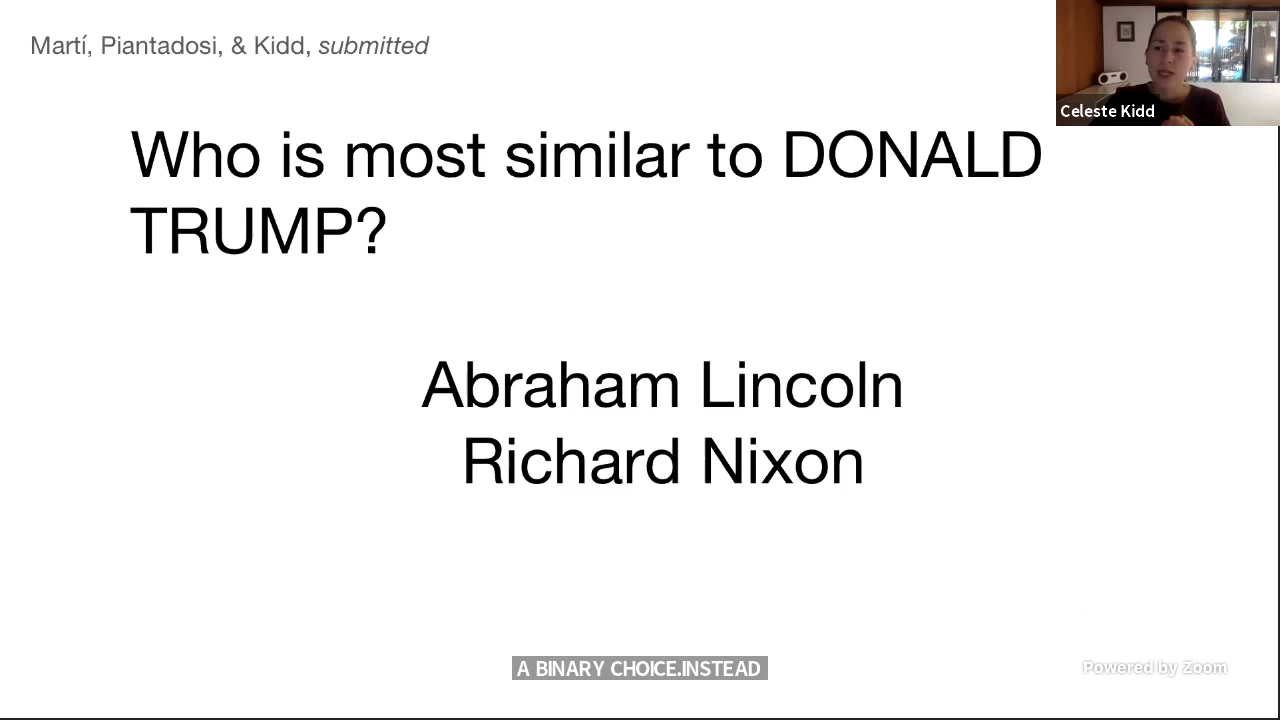 Martí, Piantadosi, & Kidd, submitted
Celeste Kidd
Who is most similar to DONALD
TRUMP?
Abraham Lincoln
Richard Nixon
A BINARY CHOICE.INSTEAD
Powered by Zoom